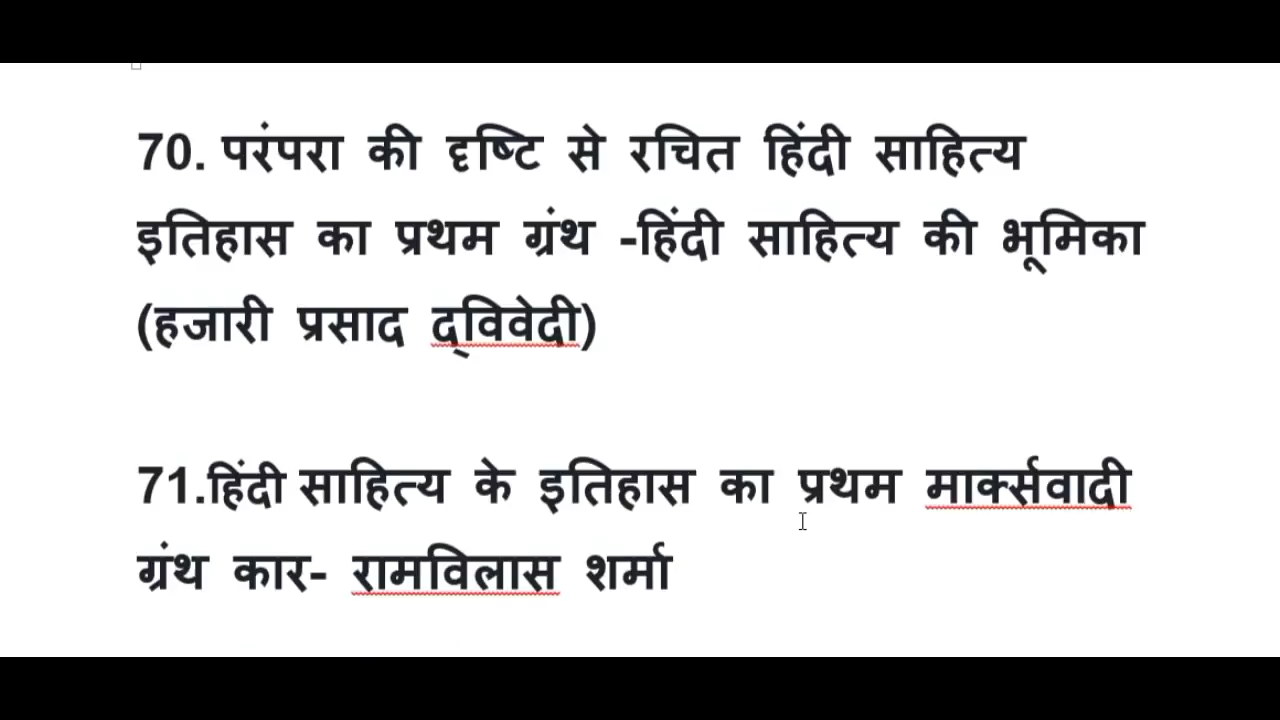 70. परंपरा की दृष्टि से रचित हिंदी साहित्य
इतिहास का प्रथम ग्रंथ -हिंदी साहित्य की भूमिका
(हजारी प्रसाद द्‌विवेदी)
71.हिंदी साहित्य के इतिहास का प्रथम मार्क्सवादी
ग्रंथ कार- रामविलास शर्मा